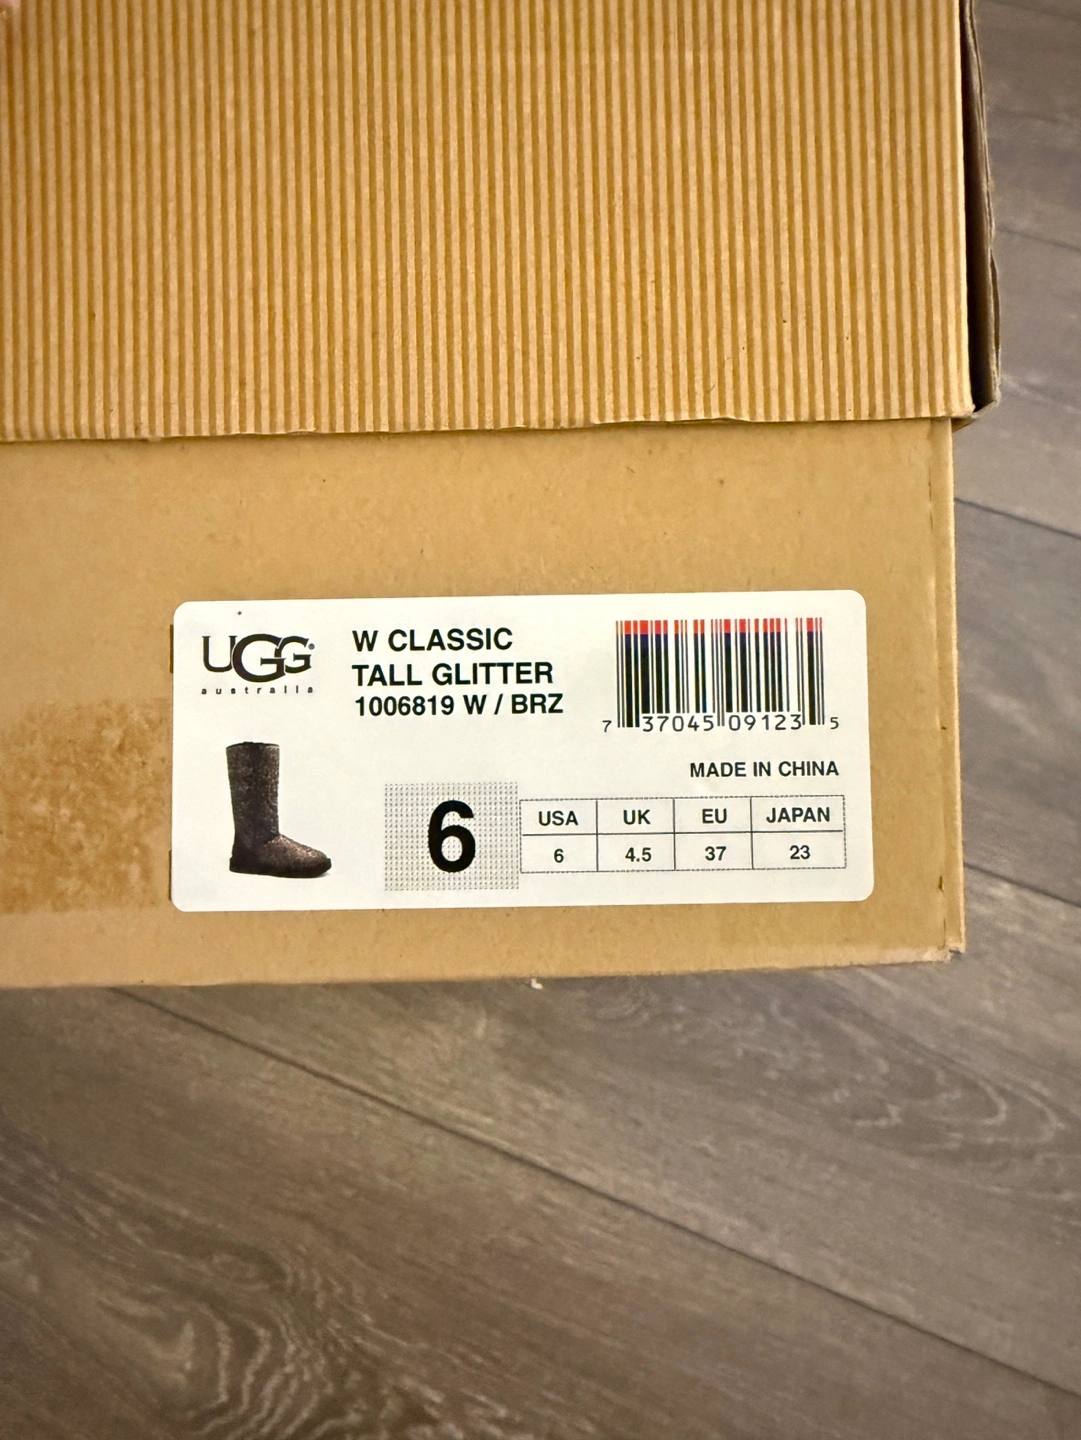 UGG®
australia
W CLASSIC
TALL GLITTER
1006819 W / BRZ
7 37045 09123 5
MADE IN CHINA
6
USA UK EU JAPAN
6 4.5 37 23